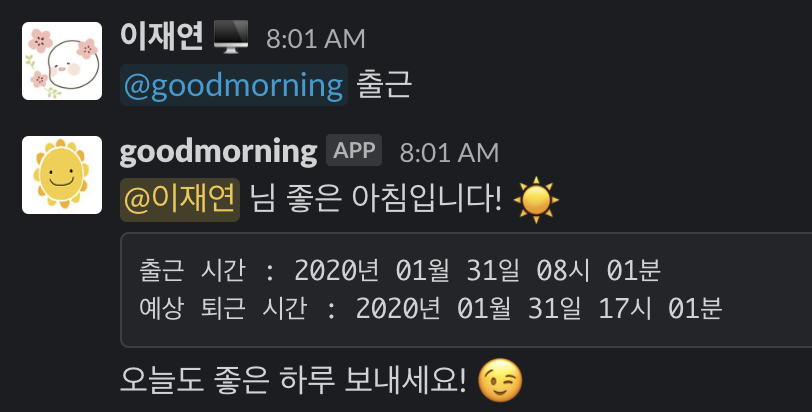 이재연 🖥️ 8:01 AM
@goodmorning 출근
goodmorning APP 8:01 AM
@이재연 님 좋은 아침입니다! ☀️
출근 시간 : 2020년 01월 31일 08시 01분
예상 퇴근 시간 : 2020년 01월 31일 17시 01분
오늘도 좋은 하루 보내세요! 😉